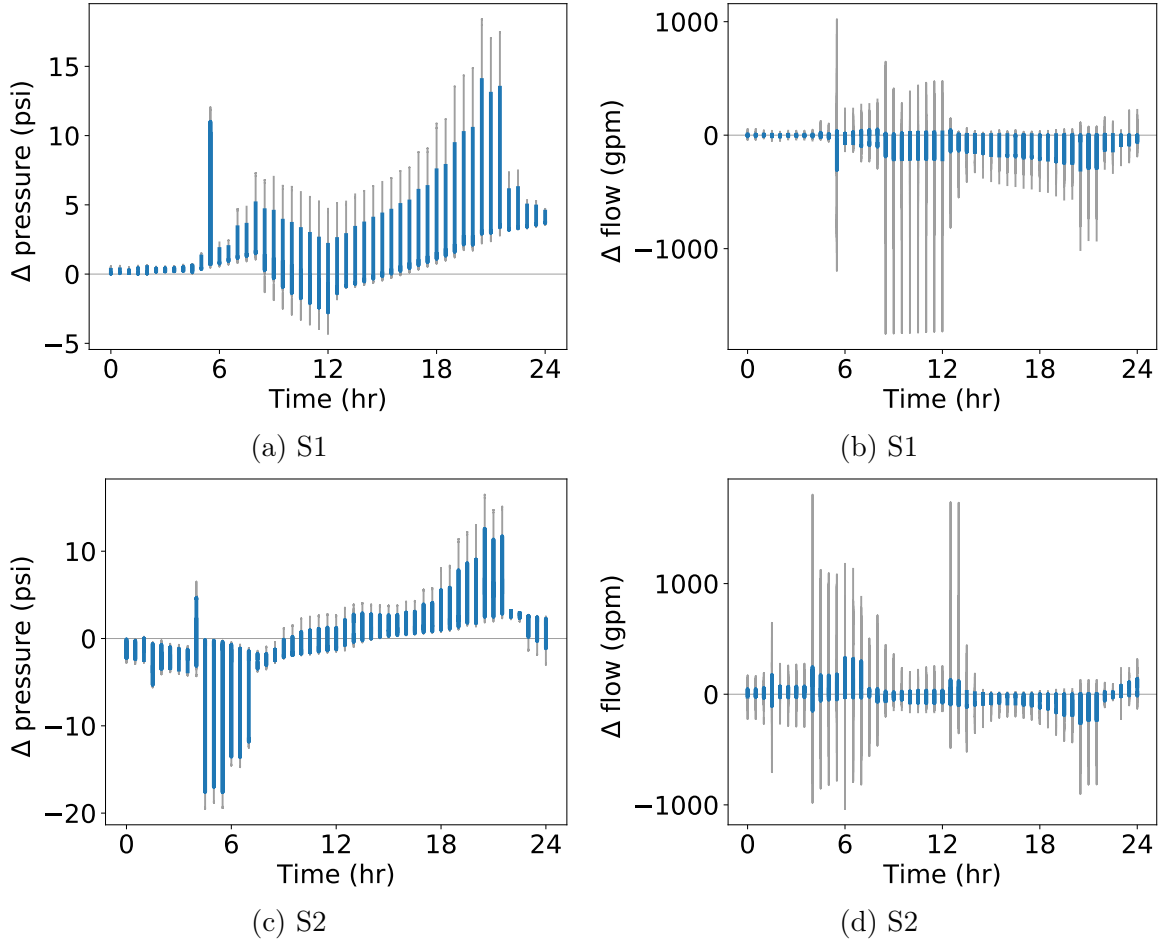 15
10
5
0
−5
Δ pressure (psi)
0
6
12
18
24
Time (hr)
(a) S1
1000
0
−1000
Δ flow (gpm)
0
6
12
18
24
Time (hr)
(b) S1
10
0
−10
−20
Δ pressure (psi)
0
6
12
18
24
Time (hr)
(c) S2
1000
0
−1000
Δ flow (gpm)
0
6
12
18
24
Time (hr)
(d) S2